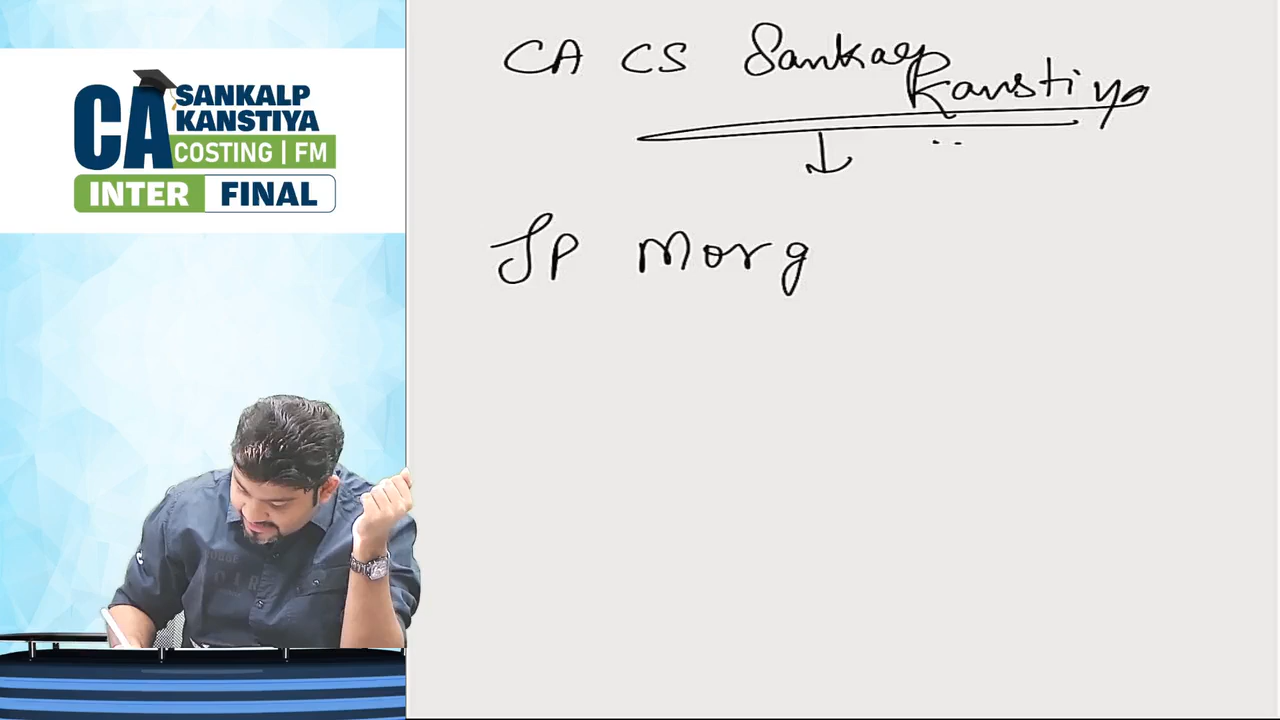 CA SANKALP
KANSTIYA
COSTING | FM
INTER FINAL
CA CS Sankalp
Kanstiya
JP Morg